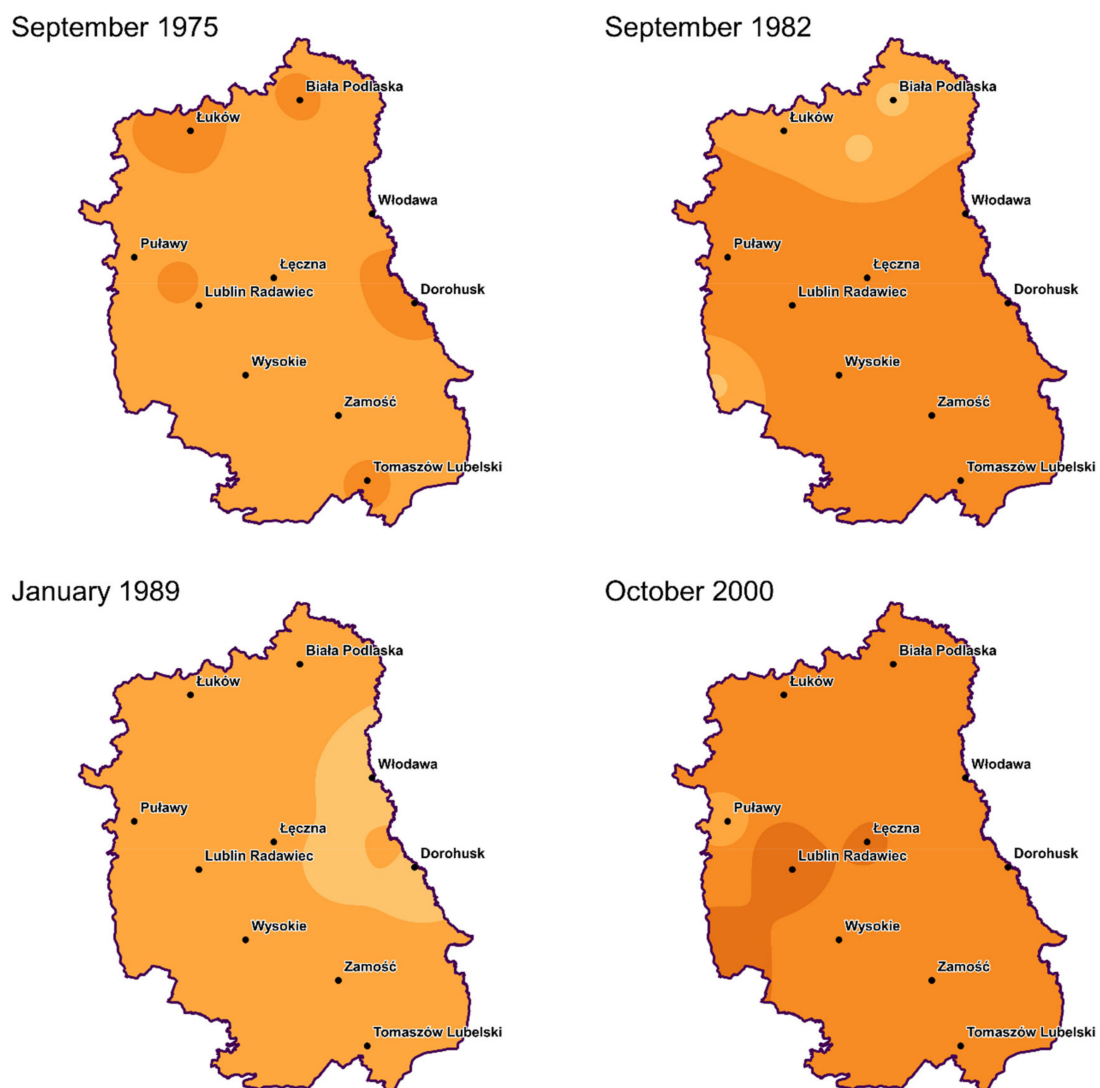 September 1975
Biała Podlaska
Łuków
Włodawa
Puławy
Łęczna
Lublin Radawiec
Dorohusk
Wysokie
Zamość
Tomaszów Lubelski
September 1982
Biała Podlaska
Łuków
Włodawa
Puławy
Łęczna
Lublin Radawiec
Dorohusk
Wysokie
Zamość
Tomaszów Lubelski
January 1989
Biała Podlaska
Łuków
Włodawa
Puławy
Łęczna
Lublin Radawiec
Dorohusk
Wysokie
Zamość
Tomaszów Lubelski
October 2000
Biała Podlaska
Łuków
Włodawa
Puławy
Łęczna
Lublin Radawiec
Dorohusk
Wysokie
Zamość
Tomaszów Lubelski